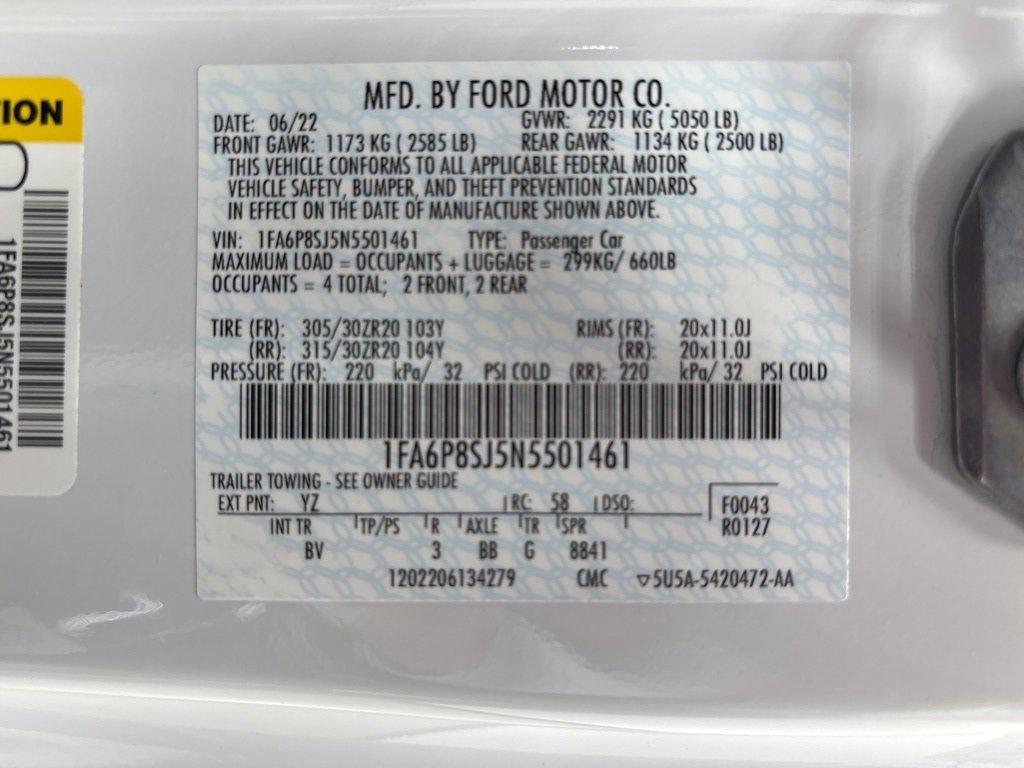 TION
1FA6P8SJ5N5501461
MFD. BY FORD MOTOR CO.
DATE: 06/22 GVWR: 2291 KG ( 5050 LB)
FRONT GAWR: 1173 KG ( 2585 LB) REAR GAWR: 1134 KG ( 2500 LB)
THIS VEHICLE CONFORMS TO ALL APPLICABLE FEDERAL MOTOR
VEHICLE SAFETY, BUMPER, AND THEFT PREVENTION STANDARDS
IN EFFECT ON THE DATE OF MANUFACTURE SHOWN ABOVE.
VIN: 1FA6P8SJ5N5501461 TYPE: Passenger Car
MAXIMUM LOAD = OCCUPANTS + LUGGAGE = 299KG/ 660LB
OCCUPANTS = 4 TOTAL; 2 FRONT, 2 REAR
TIRE (FR): 305/30ZR20 103Y RIMS (FR): 20x11.0J
(RR): 315/30ZR20 104Y (RR): 20x11.0J
PRESSURE (FR): 220 kPa/ 32 PSI COLD (RR): 220 kPa/ 32 PSI COLD
1FA6P8SJ5N5501461
TRAILER TOWING - SEE OWNER GUIDE
EXT PNT: YZ RC: 58 DSO: F0043
INT TR TP/PS R AXLE TR SPR R0127
BV 3 BB G 8841
1202206134279 CMC ▽5U5A-5420472-AA